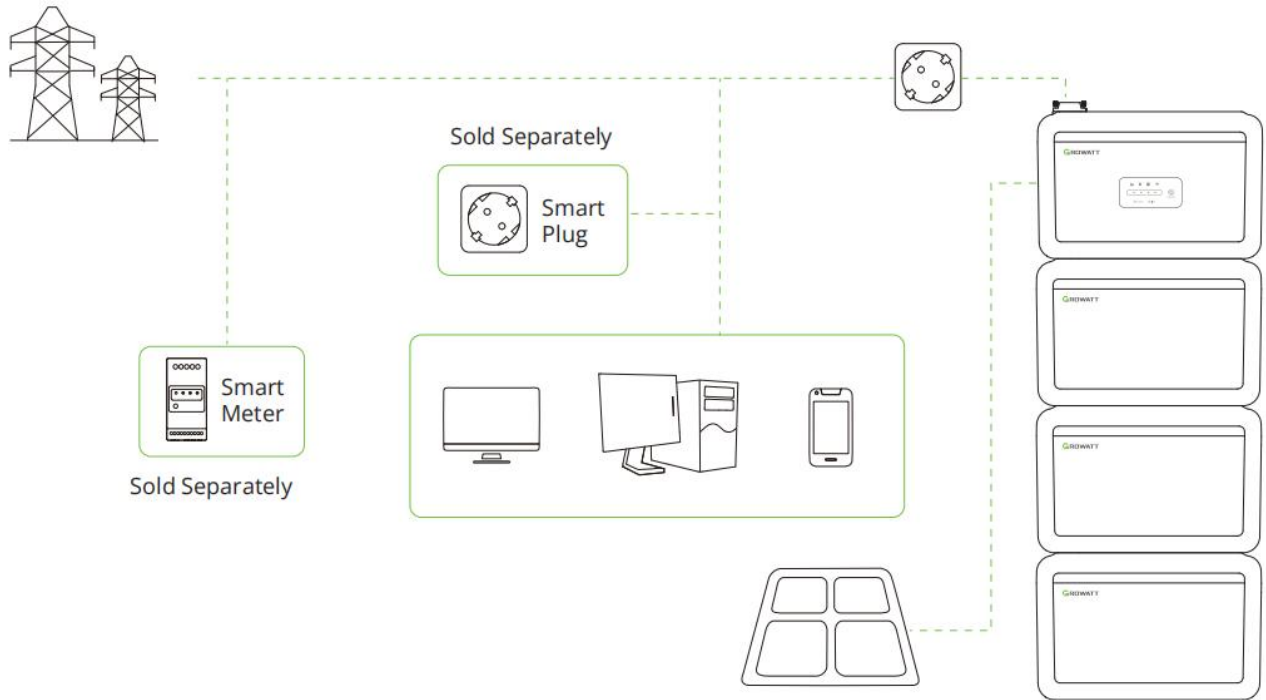 Sold Separately
Smart
Plug
GROWATT
GROWATT
Smart
Meter
Sold Separately
GROWATT
GROWATT